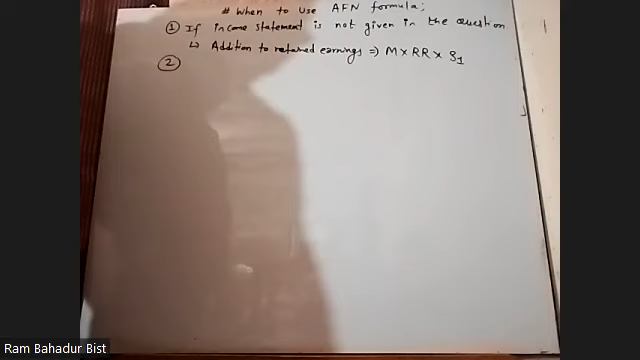 # When to Use AFN formula;
① If income statement is not given in the question
↳ Addition to retained earnings ⇒ M × RR × S1
②
Ram Bahadur Bist